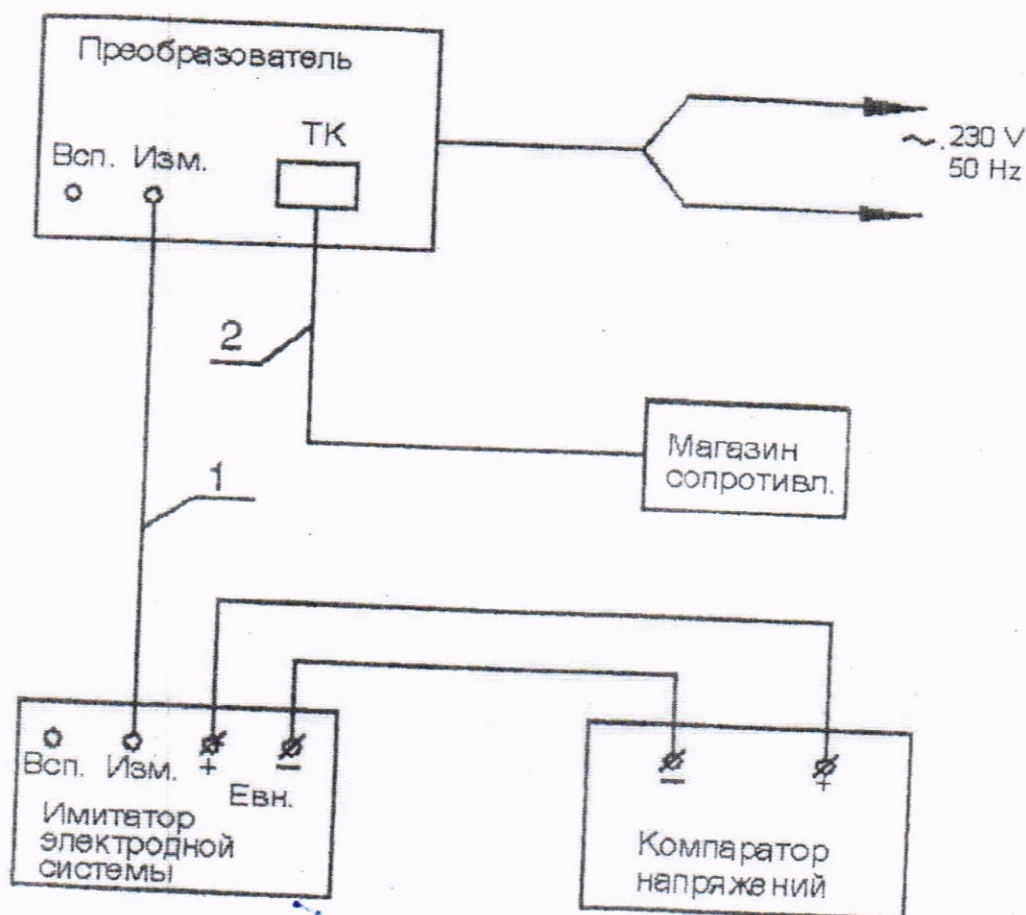 Преобразователь
ТК
Всп. Изм.
~ 230 V
50 Hz
2
Магазин
сопротивл.
1
Всп. Изм. + −
Евн.
Имитатор
электродной
системы
− +
Компаратор
напряжений